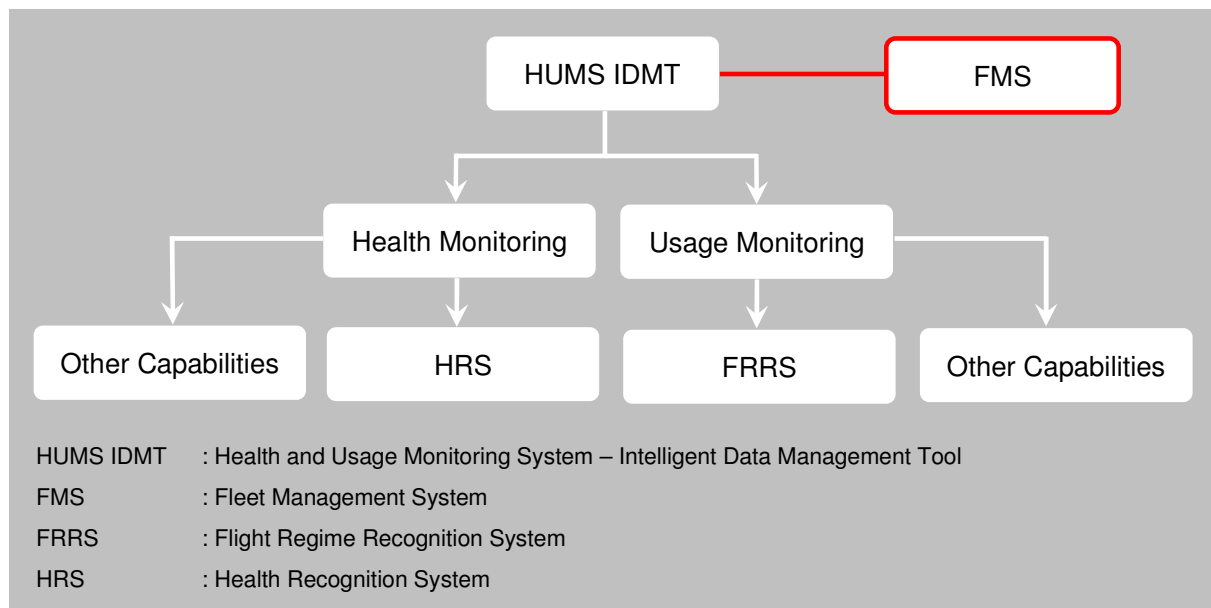 HUMS IDMT
FMS
Health Monitoring
Usage Monitoring
Other Capabilities
HRS
FRRS
Other Capabilities
HUMS IDMT : Health and Usage Monitoring System – Intelligent Data Management Tool
FMS : Fleet Management System
FRRS : Flight Regime Recognition System
HRS : Health Recognition System